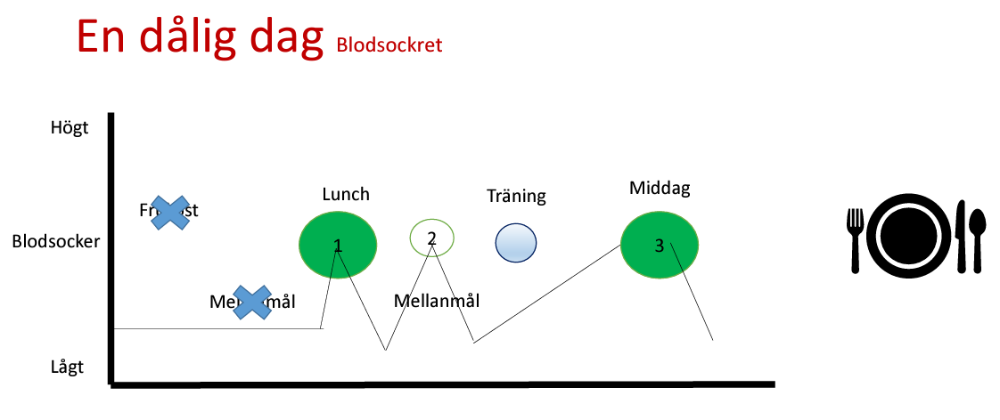 En dålig dag Blodsockret
Högt
Lunch
Träning
Middag
Blodsocker
1
2
3
Mellanmål
Lågt